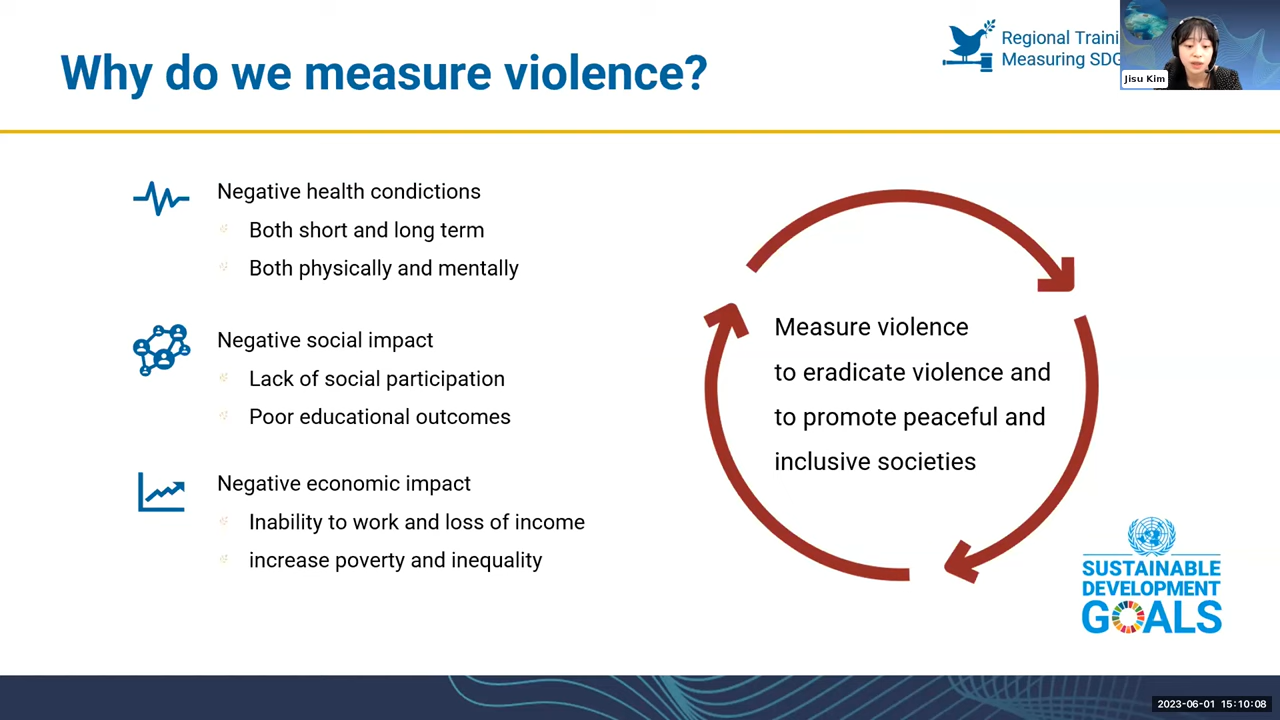 Why do we measure violence?
Regional Traini
Measuring SDG
Jisu Kim
Negative health condictions
Both short and long term
Both physically and mentally
Negative social impact
Lack of social participation
Poor educational outcomes
Negative economic impact
Inability to work and loss of income
increase poverty and inequality
Measure violence
to eradicate violence and
to promote peaceful and
inclusive societies
SUSTAINABLE
DEVELOPMENT
GOALS
2023-06-01 15:10:08